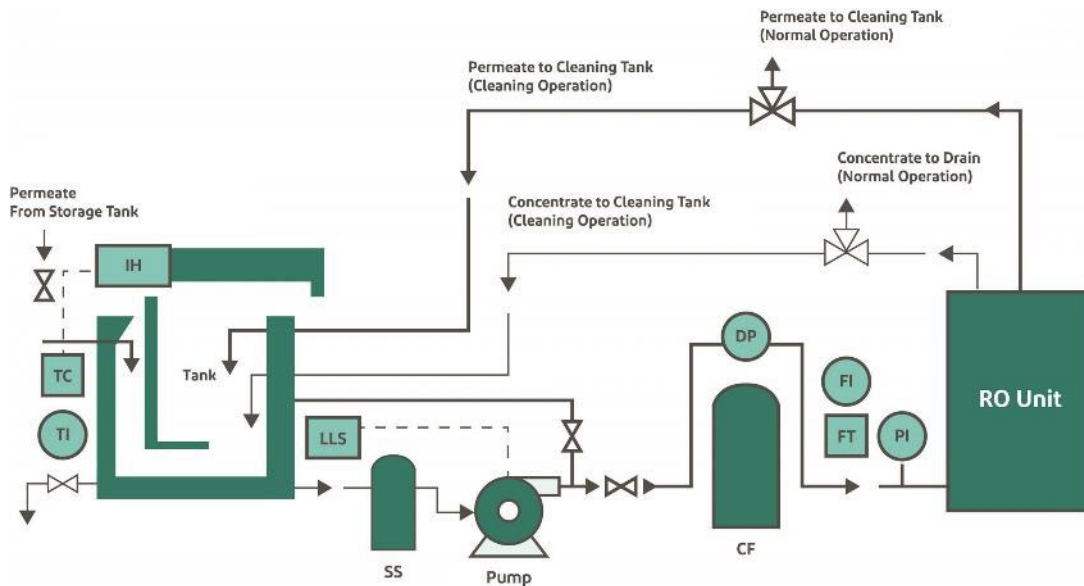 Permeate to Cleaning Tank
(Normal Operation)
Permeate to Cleaning Tank
(Cleaning Operation)
Concentrate to Drain
(Normal Operation)
Permeate
From Storage Tank
Concentrate to Cleaning Tank
(Cleaning Operation)
IH
DP
TC
Tank
FI
RO Unit
TI
LLS
FT
PI
CF
SS
Pump